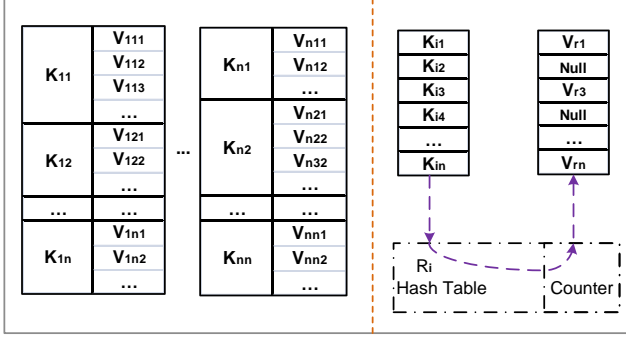 K11
V111
V112
V113
...
K12
V121
V122
...
...
...
K1n
V1n1
V1n2
...
...
Kn1
Vn11
Vn12
...
Kn2
Vn21
Vn22
Vn32
...
...
...
Knn
Vnn1
Vnn2
...
Ki1
Ki2
Ki3
Ki4
...
Kin
Vr1
Null
Vr3
Null
...
Vrn
Ri
Hash Table
Counter